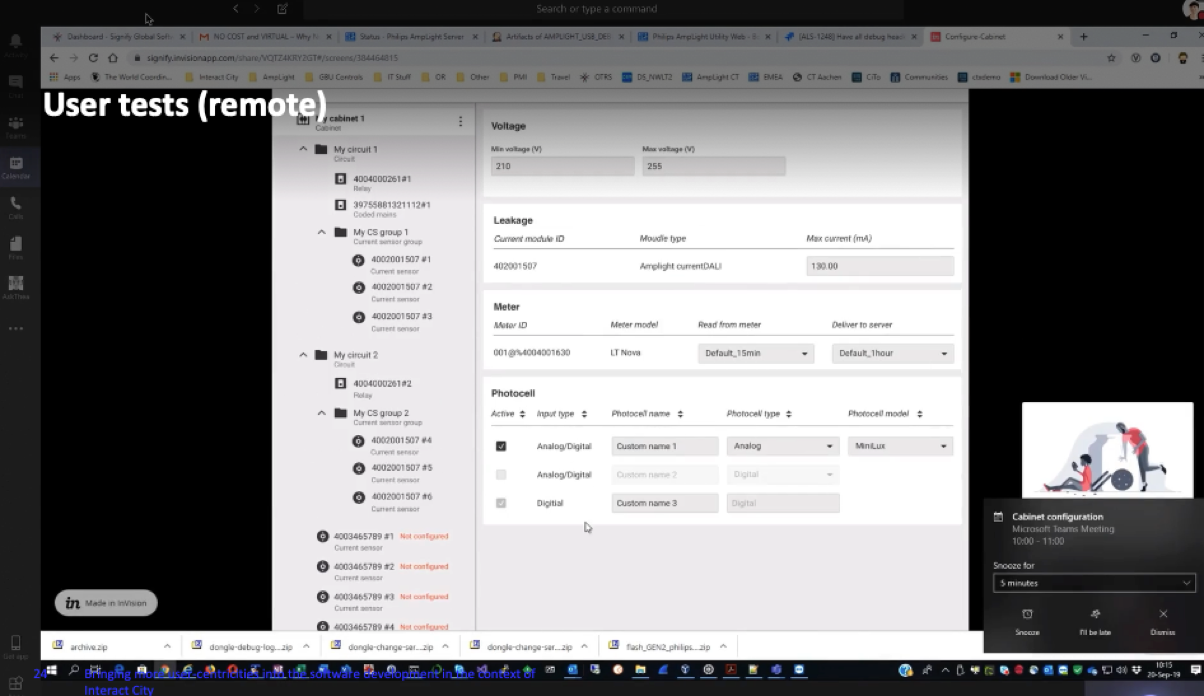 Search or type a command
Dashboard - Signify Global Soft
NO COST and VIRTUAL - Why N
Status - Philips AmpLight Server
Artifacts of AMPLIGHT_USB_DE
Philips AmpLight Utility Web - E
[ALS-1248] Have all debug head
Configure-Cabinet
signify.invisionapp.com/share/VQTZ4KRY2GT#/screens/384464815
Apps
The World Coordin...
Interact City
AmpLight
GBU Controls
IT Stuff
OR
Other
PMI
Travel
OTRS
DS_NWLT2
AmpLight CT
EMEA
CT Aachen
CiTo
Communities
ctedemo
Download Older Vi...
User tests (remote)
Teams
Calendar
Calls
Files
My cabinet 1
Cabinet
My circuit 1
Circuit
4004000261#1
Relay
39755881321112#1
Coded mains
My CS group 1
Current sensor group
4002001507 #1
Current sensor
4002001507 #2
Current sensor
4002001507 #3
Current sensor
My circuit 2
Circuit
4004000261#2
Relay
My CS group 2
Current sensor group
4002001507 #4
Current sensor
4002001507 #5
Current sensor
4002001507 #6
Current sensor
4003465789 #1 Not configured
Current sensor
4003465789 #2 Not configured
Current sensor
4003465789 #3 Not configured
Current sensor
4003465789 #4 Not configured
Voltage
Min voltage (V) Max voltage (V)
210 255
Leakage
Current module ID Moudle type Max current (mA)
402001507 Amplight currentDALI 130.00
Meter
Meter ID Meter model Read from meter Deliver to server
001@%4004001630 LT Nova Default_15min Default_1hour
Photocell
Active Input type Photocell name Photocell type Photocell model
Analog/Digital Custom name 1 Analog MiniLux
Analog/Digital Custom name 2 Digital
Digitial Custom name 3 Digital
in Made in InVision
Cabinet configuration
Microsoft Teams Meeting
10:00 - 11:00
Snooze for
5 minutes
Snooze I'll be late Dismiss
archive.zip
dongle-debug-log....zip
dongle-change-ser....zip
dongle-change-ser....zip
flash_GEN2_philips....zip
24
Bringing more user-centricities into the software development in the context of
Interact City
10:15
20-Sep-19